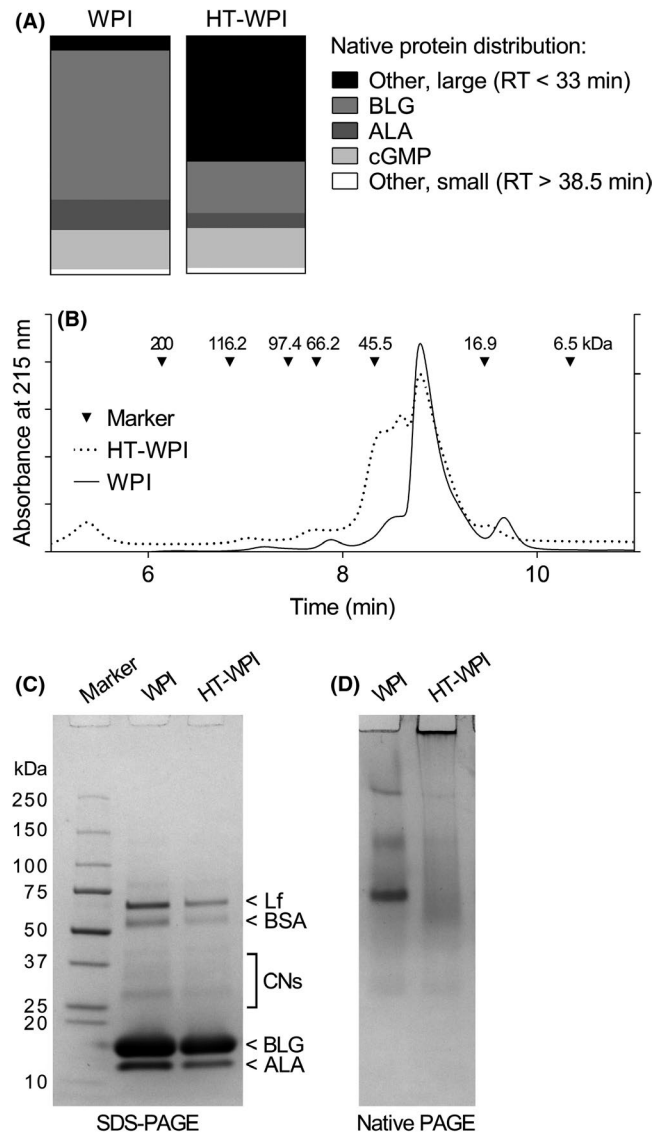 (A)
WPI HT-WPI
Native protein distribution:
Other, large (RT < 33 min)
BLG
ALA
cGMP
Other, small (RT > 38.5 min)
(B)
200 116.2 97.4 66.2 45.5 16.9 6.5 kDa
Absorbance at 215 nm
Marker
HT-WPI
WPI
6 8 10
Time (min)
(C)
Marker WPI HT-WPI
kDa
250
150
100
75
50
37
25
20
10
< Lf
< BSA
CNs
< BLG
< ALA
SDS-PAGE
(D)
WPI HT-WPI
Native PAGE